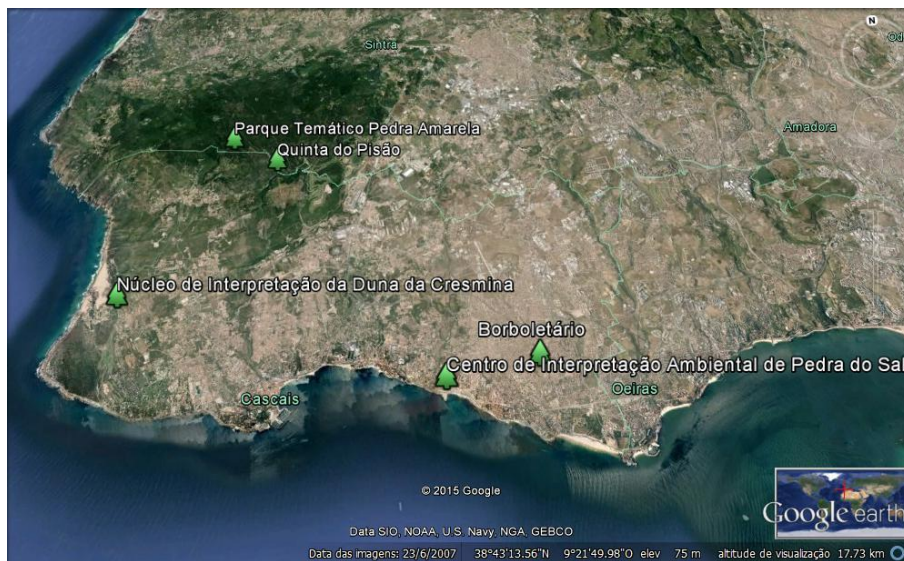 N
Od
Sintra
Amadora
Parque Temático Pedra Amarela
Quinta do Pisão
Núcleo de Interpretação da Duna da Cresmina
Borboletário
Centro de Interpretação Ambiental de Pedra do Sal
Oeiras
Cascais
© 2015 Google
Google earth
Data SIO, NOAA, U.S. Navy, NGA, GEBCO
Data das imagens: 23/6/2007 38°43'13.56"N 9°21'49.98"O elev 75 m altitude de visualização 17.73 km